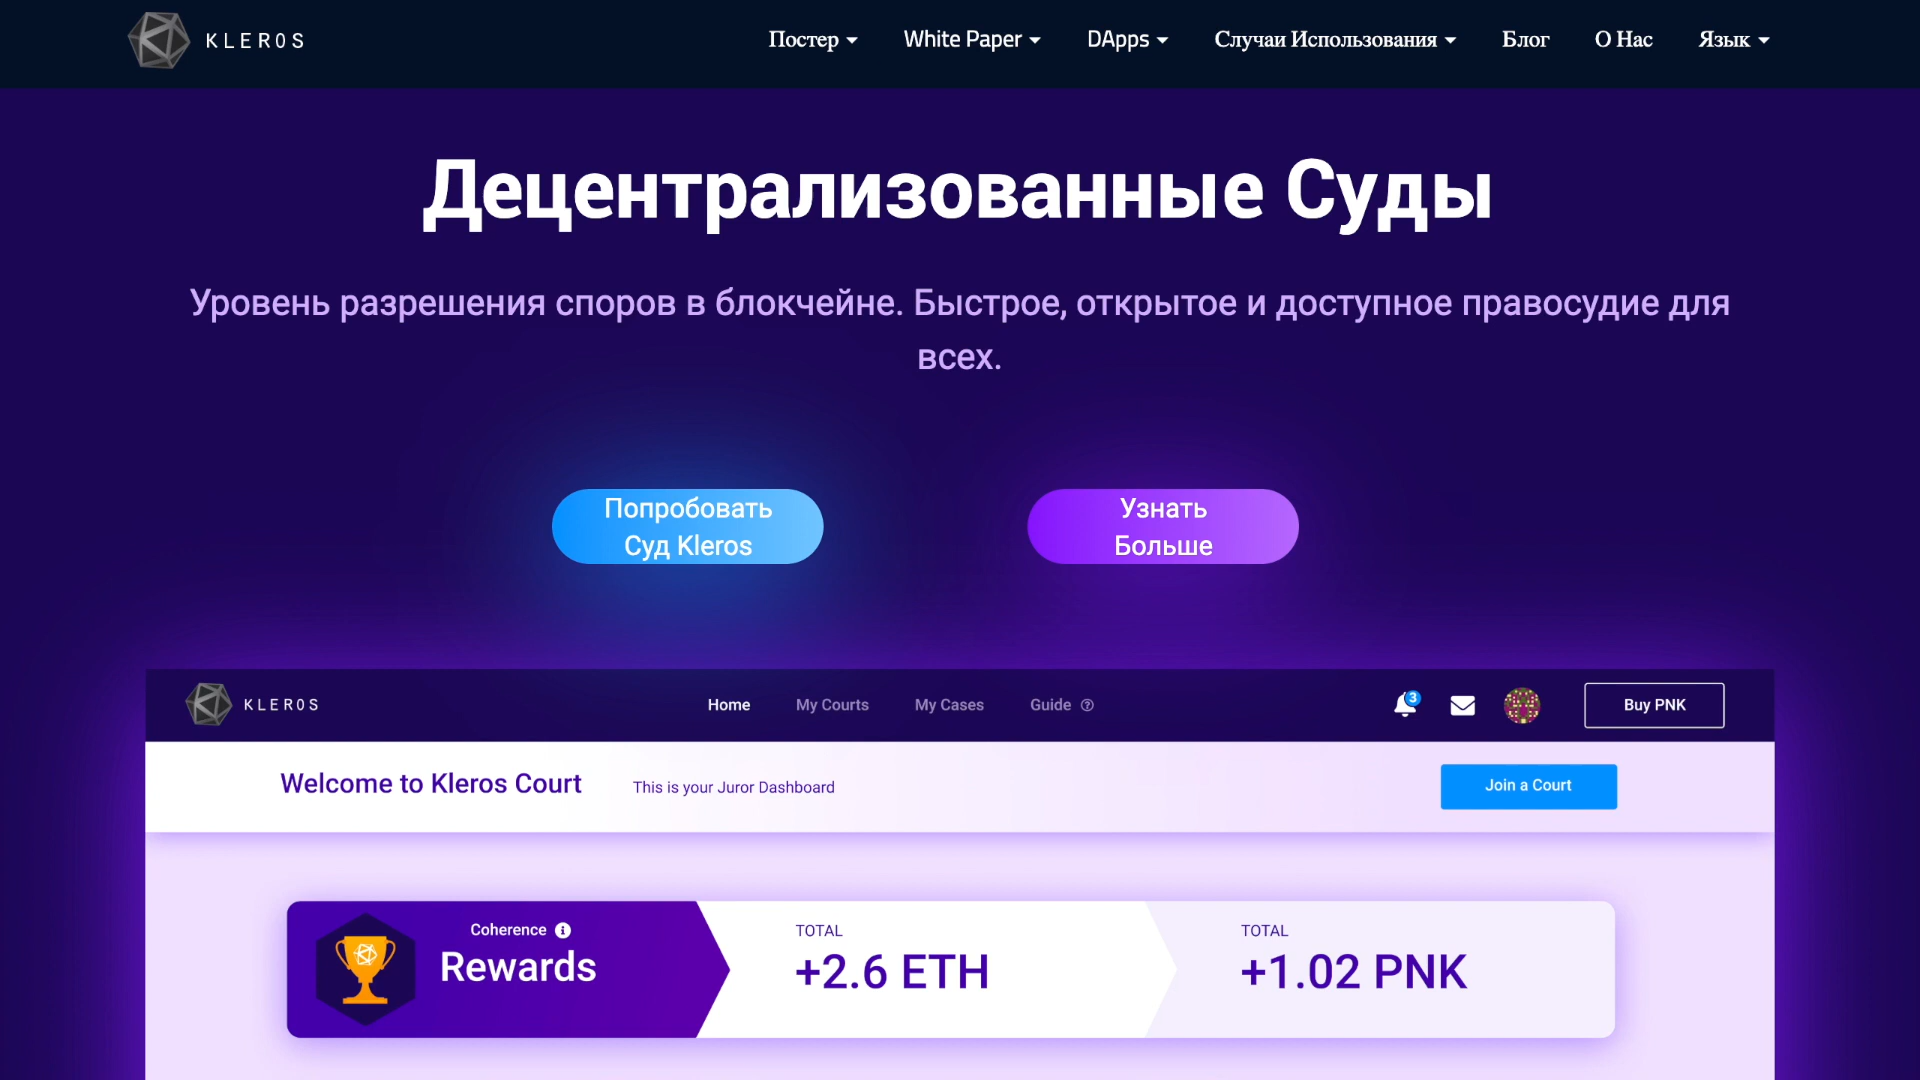 KLEROS
Постер
White Paper
DApps
Случаи Использования
Блог
О Нас
Язык
Децентрализованные Суды
Уровень разрешения споров в блокчейне. Быстрое, открытое и доступное правосудие для
всех.
Попробовать
Суд Kleros
Узнать
Больше
KLEROS
Home
My Courts
My Cases
Guide
3
Buy PNK
Welcome to Kleros Court
This is your Juror Dashboard
Join a Court
Coherence
Rewards
TOTAL
+2.6 ETH
TOTAL
+1.02 PNK